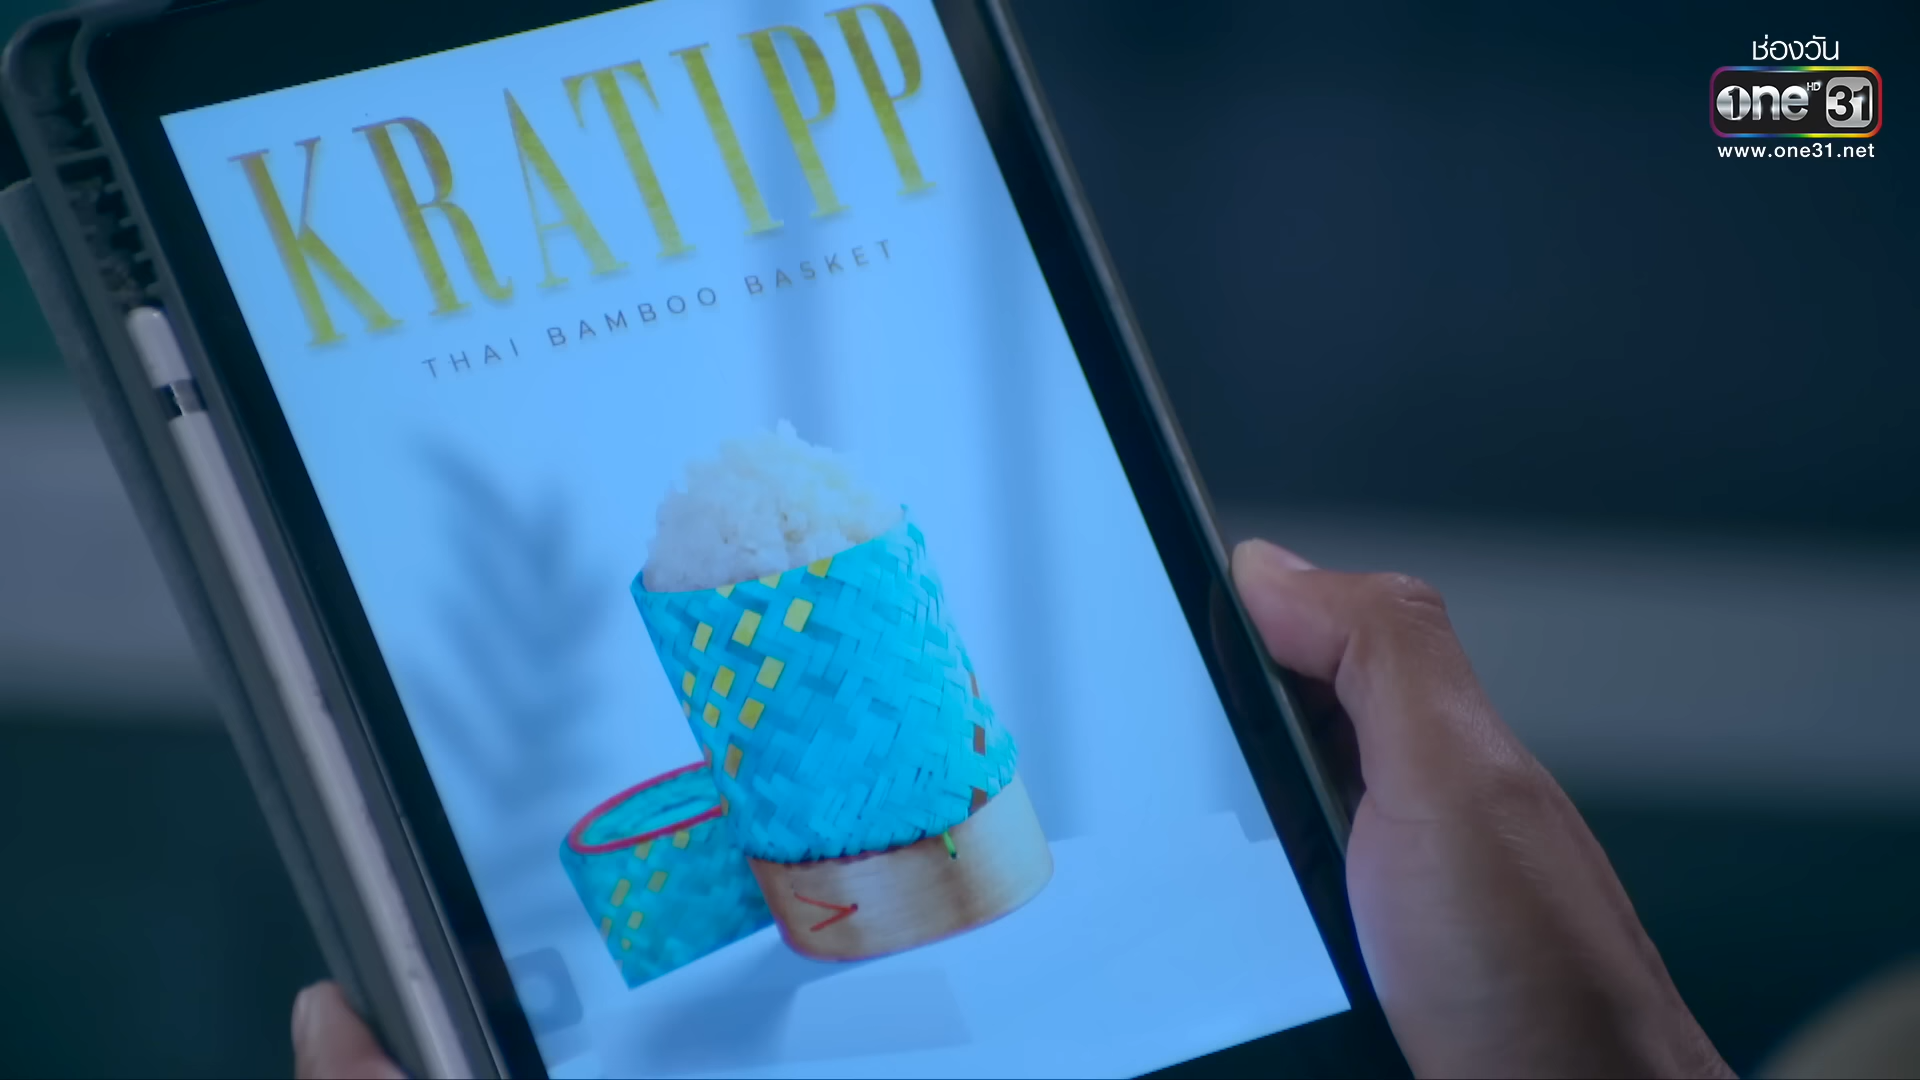 KRATIPP
THAI BAMBOO BASKET
ช่องวัน
one HD 31
www.one31.net